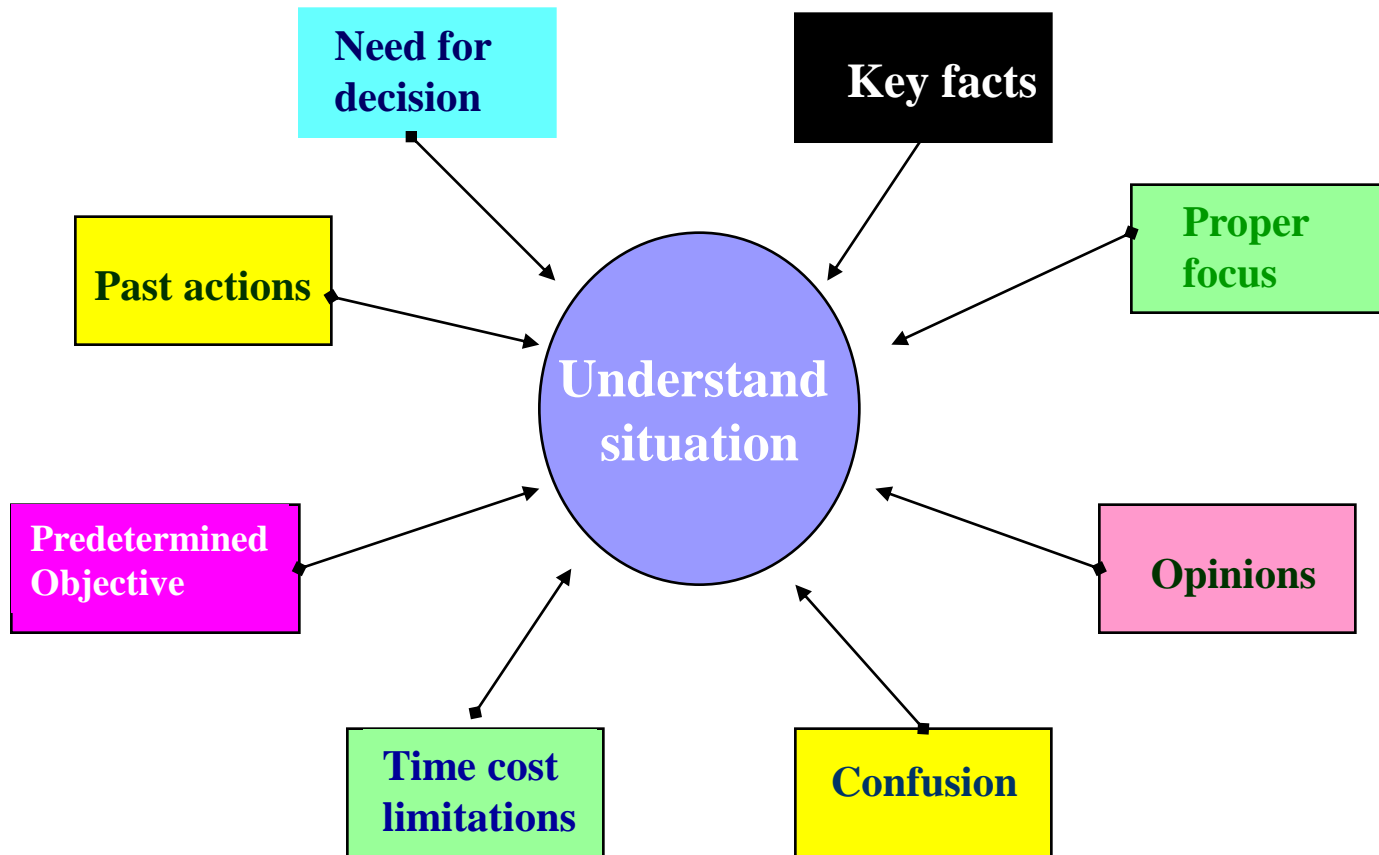 Need for
decision
Key facts
Proper
focus
Past actions
Understand
situation
Predetermined
Objective
Opinions
Time cost
limitations
Confusion